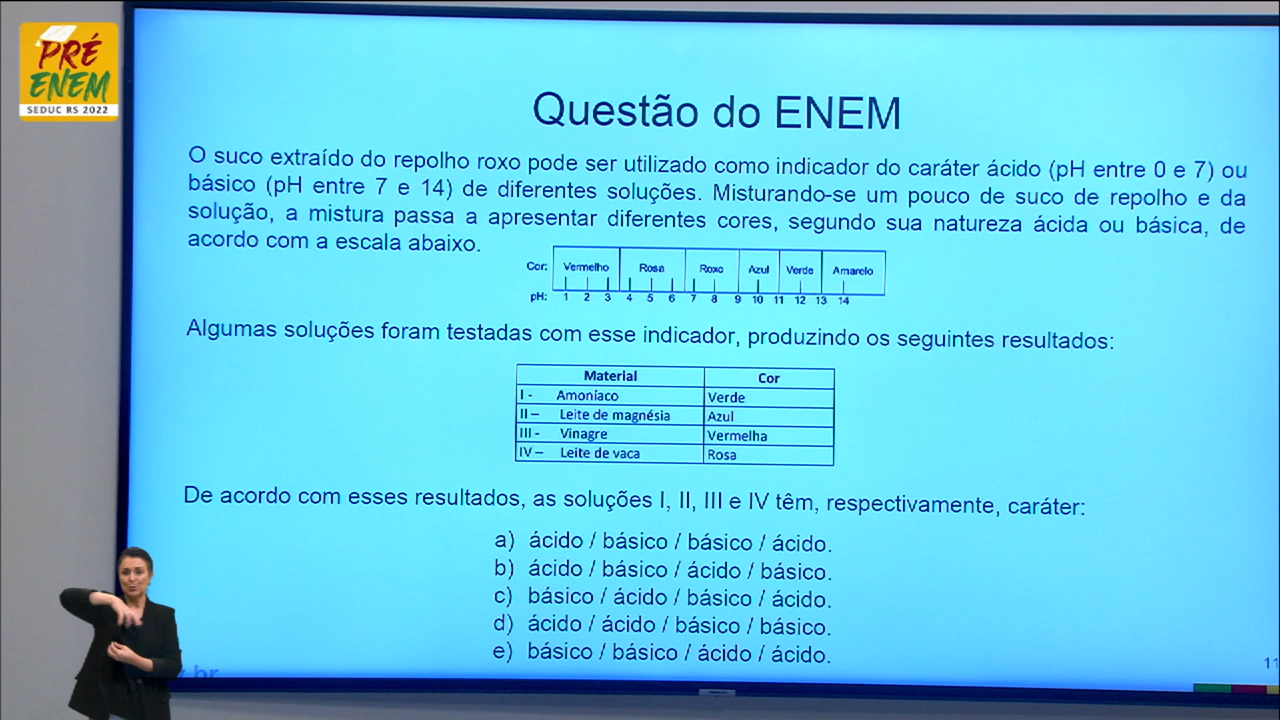 PRÉ
ENEM
SEDUC RS 2022
Questão do ENEM
O suco extraído do repolho roxo pode ser utilizado como indicador do caráter ácido (pH entre 0 e 7) ou
básico (pH entre 7 e 14) de diferentes soluções. Misturando-se um pouco de suco de repolho e da
solução, a mistura passa a apresentar diferentes cores, segundo sua natureza ácida ou básica, de
acordo com a escala abaixo.
Cor: Vermelho Rosa Roxo Azul Verde Amarelo
pH: 1 2 3 4 5 6 7 8 9 10 11 12 13 14
Algumas soluções foram testadas com esse indicador, produzindo os seguintes resultados:
Material Cor
I - Amoníaco Verde
II – Leite de magnésia Azul
III - Vinagre Vermelha
IV – Leite de vaca Rosa
De acordo com esses resultados, as soluções I, II, III e IV têm, respectivamente, caráter:
a) ácido / básico / básico / ácido.
b) ácido / básico / ácido / básico.
c) básico / ácido / básico / ácido.
d) ácido / ácido / básico / básico.
e) básico / básico / ácido / ácido.
11